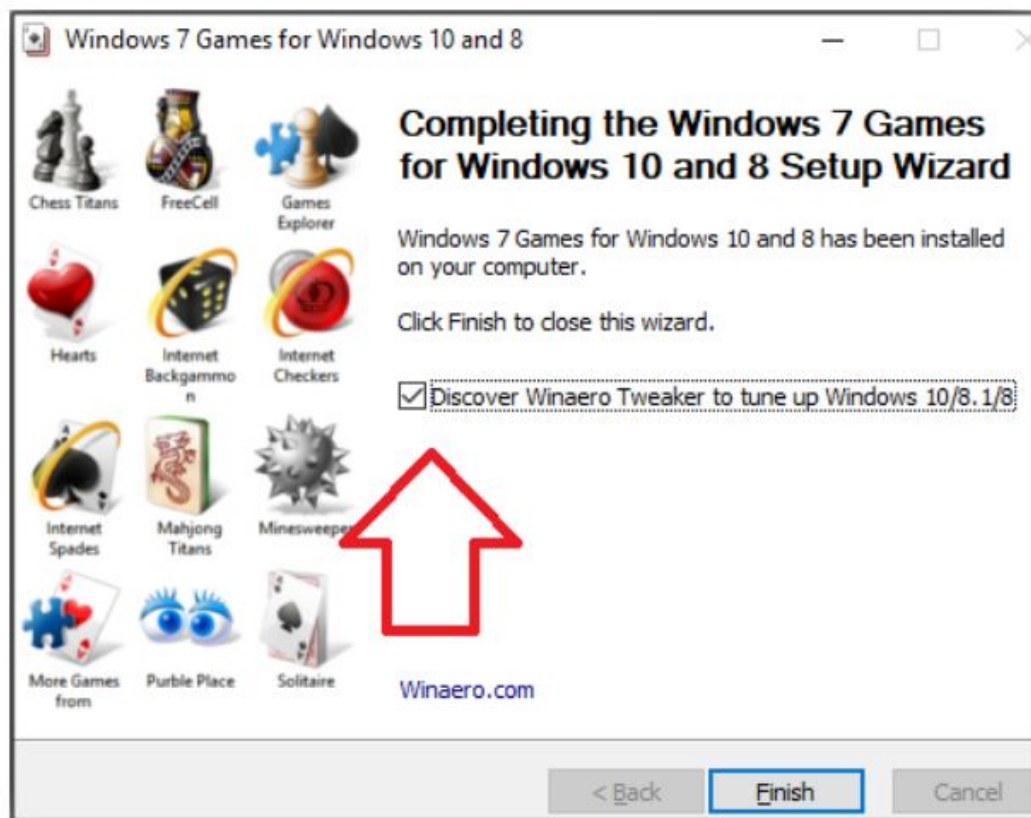 Windows 7 Games for Windows 10 and 8
Chess Titans
FreeCell
Games
Explorer
Completing the Windows 7 Games
for Windows 10 and 8 Setup Wizard
Windows 7 Games for Windows 10 and 8 has been installed
on your computer.
Click Finish to close this wizard.
Hearts
Internet
Backgammo
n
Internet
Checkers
Discover Winaero Tweaker to tune up Windows 10/8.1/8
Internet
Spades
Mahjong
Titans
Minesweeper
More Games
from
Purble Place
Solitaire
Winaero.com
< Back
Finish
Cancel